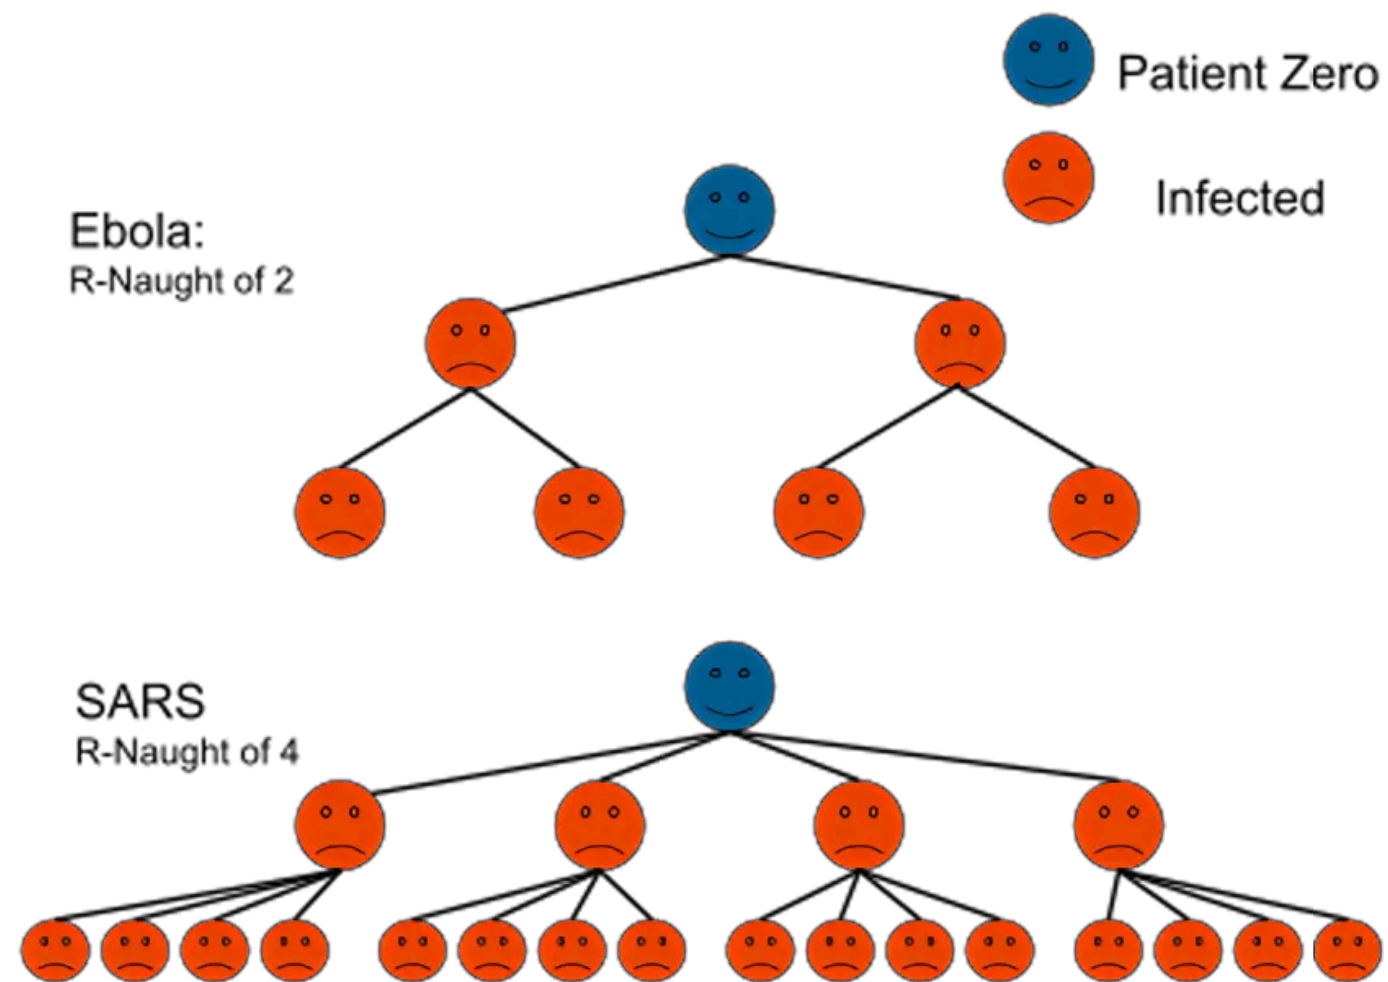 Patient Zero
Infected
Ebola:
R-Naught of 2
SARS
R-Naught of 4